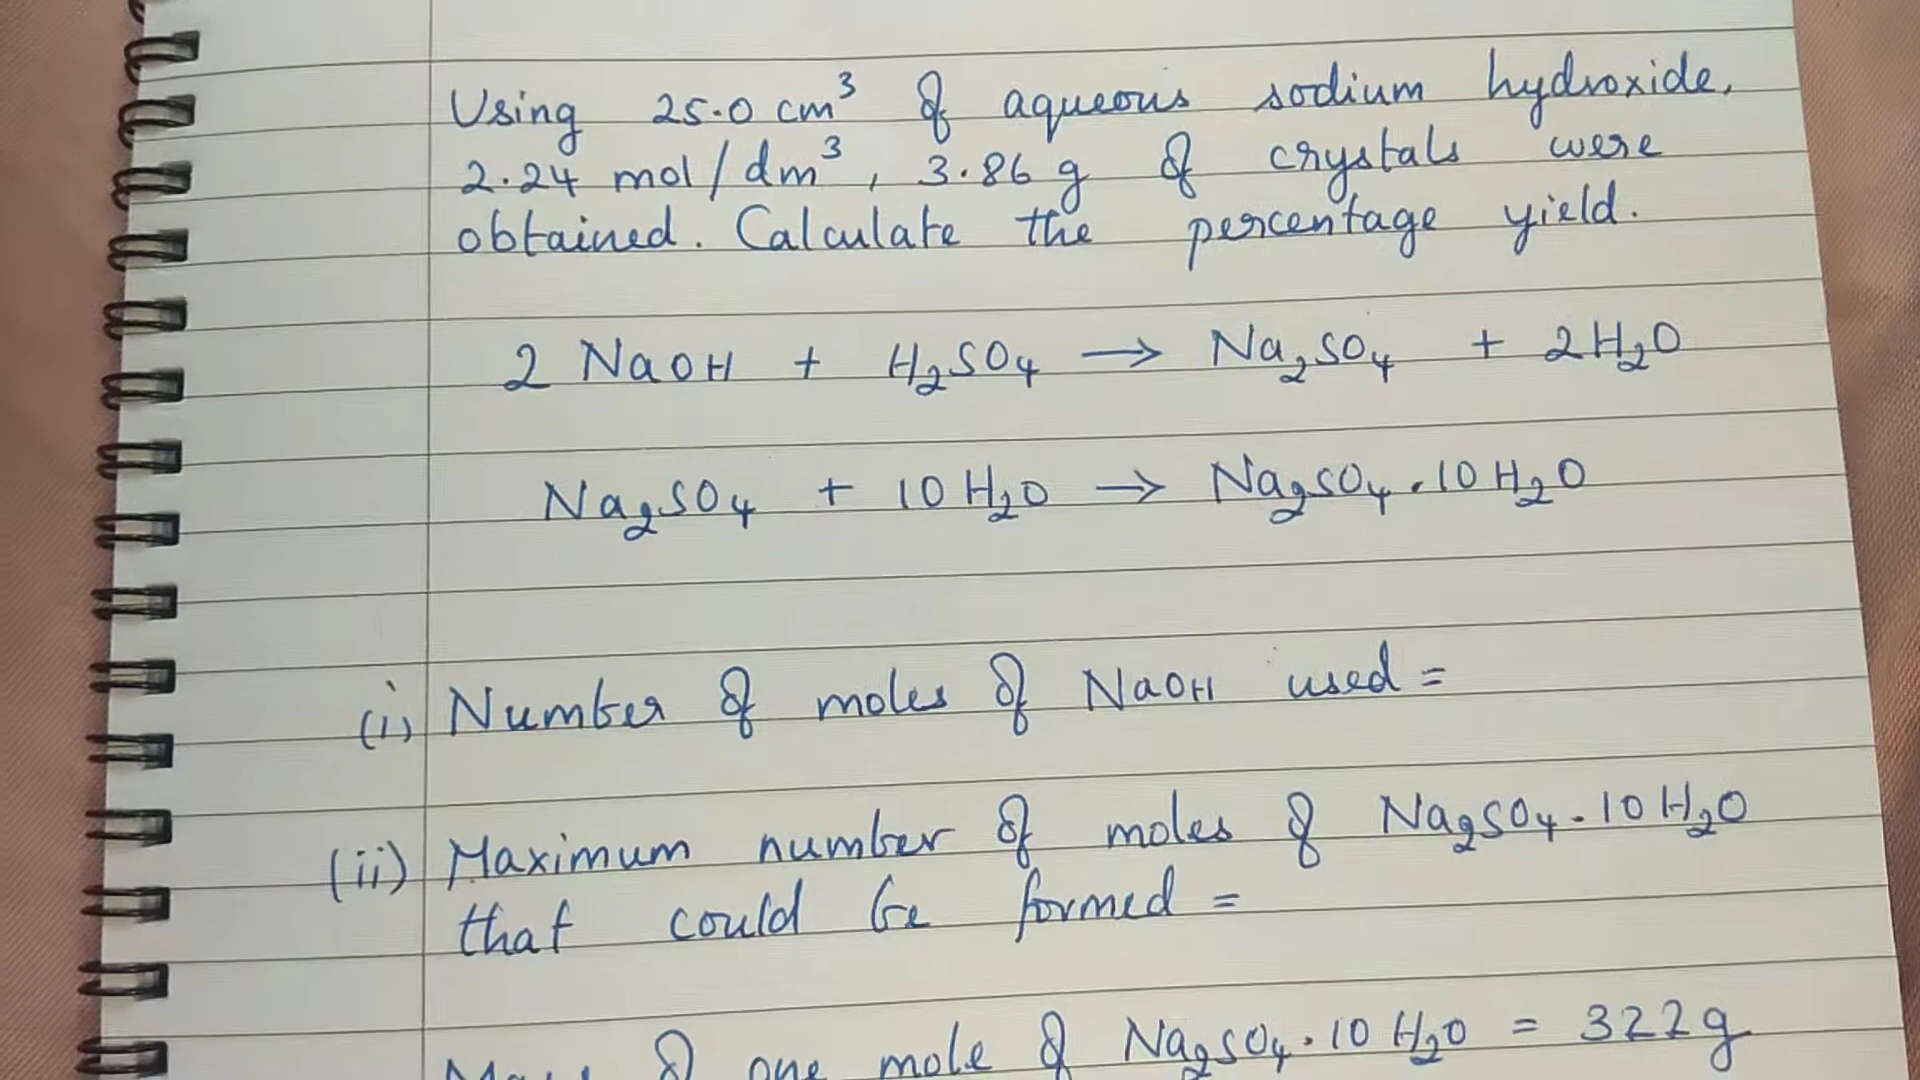 Using 25.0 cm³ of aqueous sodium hydroxide,
2.24 mol/dm³, 3.86 g of crystals were
obtained. Calculate the percentage yield.
2 NaOH + H₂SO₄ → Na₂SO₄ + 2H₂O
Na₂SO₄ + 10 H₂O → Na₂SO₄.10 H₂O
(i) Number of moles of NaOH used =
(ii) Maximum number of moles of Na₂SO₄.10 H₂O
that could be formed =
Mass of one mole of Na₂SO₄.10 H₂O = 322g